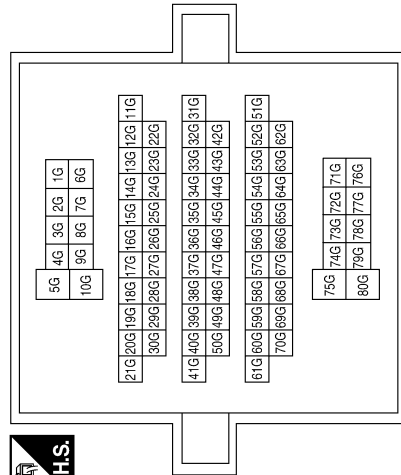 5G 4G 3G 2G 1G
10G 9G 8G 7G 6G
21G 20G 19G 18G 17G 16G 15G 14G 13G 12G 11G
30G 29G 28G 27G 26G 25G 24G 23G 22G
41G 40G 39G 38G 37G 36G 35G 34G 33G 32G 31G
50G 49G 48G 47G 46G 45G 44G 43G 42G
61G 60G 59G 58G 57G 56G 55G 54G 53G 52G 51G
70G 69G 68G 67G 66G 65G 64G 63G 62G
75G 74G 73G 72G 71G
80G 79G 78G 77G 76G
H.S.